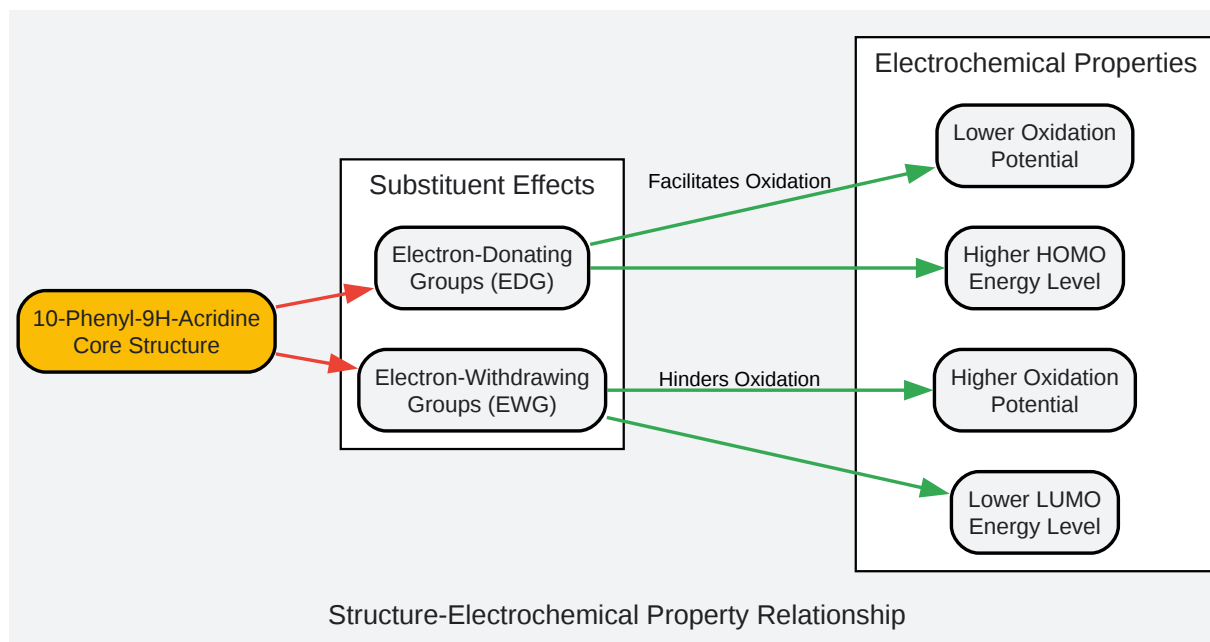 Electrochemical Properties
Lower Oxidation
Potential
Substituent Effects
Facilitates Oxidation
Electron-Donating
Groups (EDG)
Higher HOMO
Energy Level
10-Phenyl-9H-Acridine
Core Structure
Electron-Withdrawing
Groups (EWG)
Hinders Oxidation
Higher Oxidation
Potential
Lower LUMO
Energy Level
Structure-Electrochemical Property Relationship